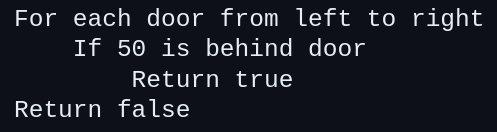 For each door from left to right
    If 50 is behind door
        Return true
Return false